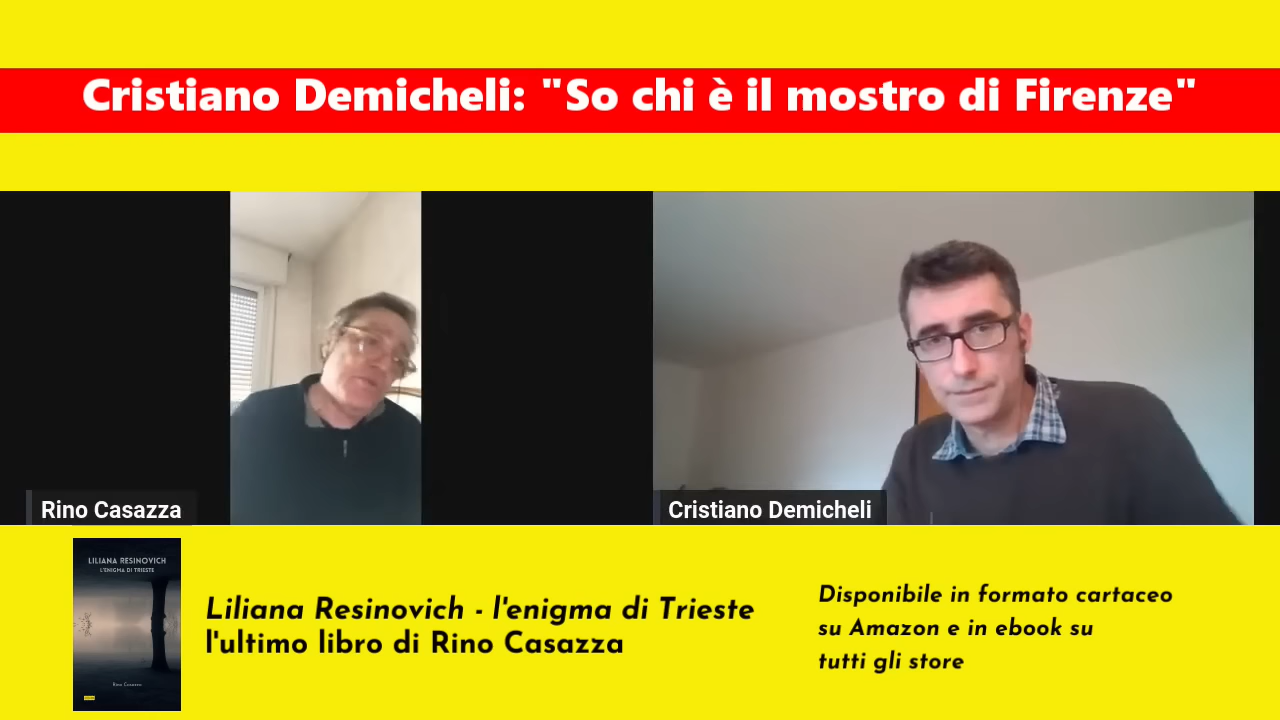 Cristiano Demicheli: "So chi è il mostro di Firenze"
Rino Casazza
Cristiano Demicheli
LILIANA RESINOVICH
L'ENIGMA DI TRIESTE
Rino Casazza
Liliana Resinovich - l'enigma di Trieste
l'ultimo libro di Rino Casazza
Disponibile in formato cartaceo
su Amazon e in ebook su
tutti gli store